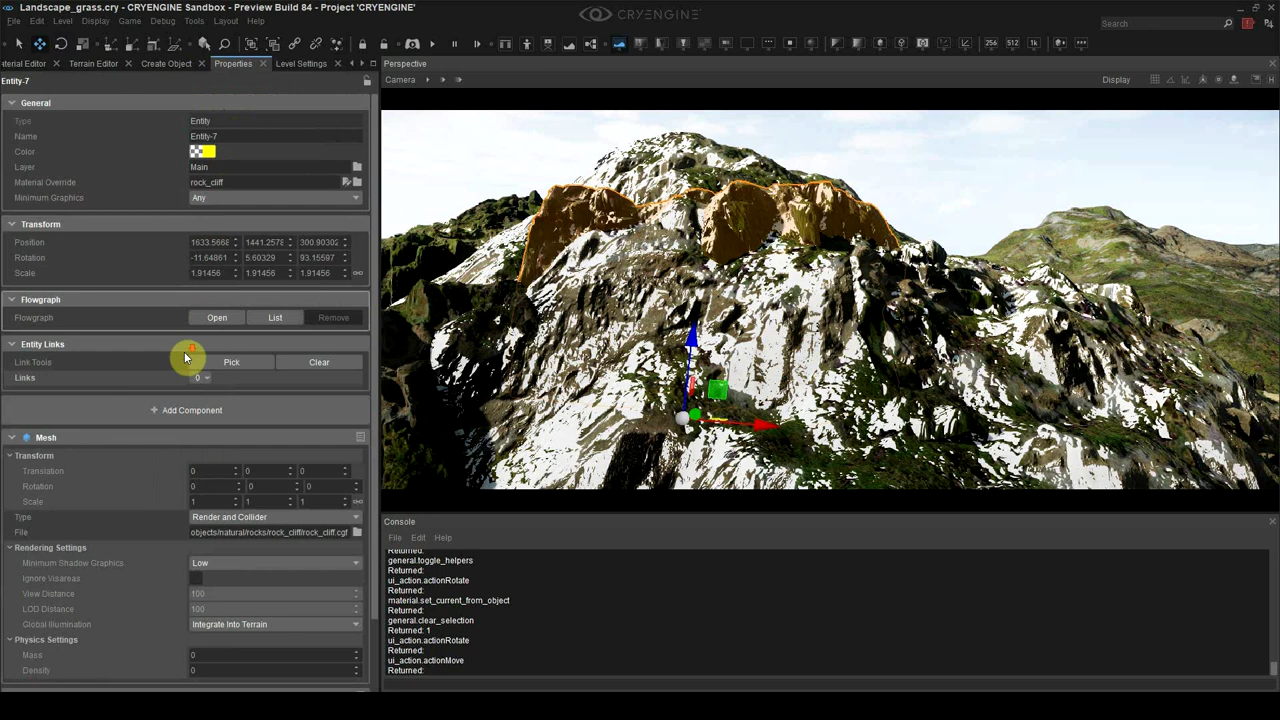 Landscape_grass.cry - CRYENGINE Sandbox - Preview Build 84 - Project 'CRYENGINE'
CRYENGINE
File Edit Level Display Game Debug Tools Layout Help
Search
256 512 1k
terial Editor Terrain Editor Create Object Properties Level Settings
Perspective
Entity-7
Camera Display
General
Type Entity
Name Entity-7
Color
Layer Main
Material Override rock_cliff
Minimum Graphics Any
Transform
Position 1633.5668 1441.2578 300.90302
Rotation -11.64861 5.60329 93.15597
Scale 1.91456 1.91456 1.91456
Flowgraph
Flowgraph Open List Remove
Entity Links
Link Tools Pick Clear
Links 0
Add Component
Mesh
Transform
Translation 0 0 0
Rotation 0 0 0
Scale 1 1 1
Type Render and Collider
File objects/natural/rocks/rock_cliff/rock_cliff.cgf
Rendering Settings
Minimum Shadow Graphics Low
Ignore Visareas
View Distance 100
LOD Distance 100
Global Illumination Integrate Into Terrain
Physics Settings
Mass 0
Density 0
Console
File Edit Help
Returned:
general.toggle_helpers
Returned:
ui_action.actionRotate
Returned:
material.set_current_from_object
Returned:
general.clear_selection
Returned: 1
ui_action.actionRotate
Returned:
ui_action.actionMove
Returned: